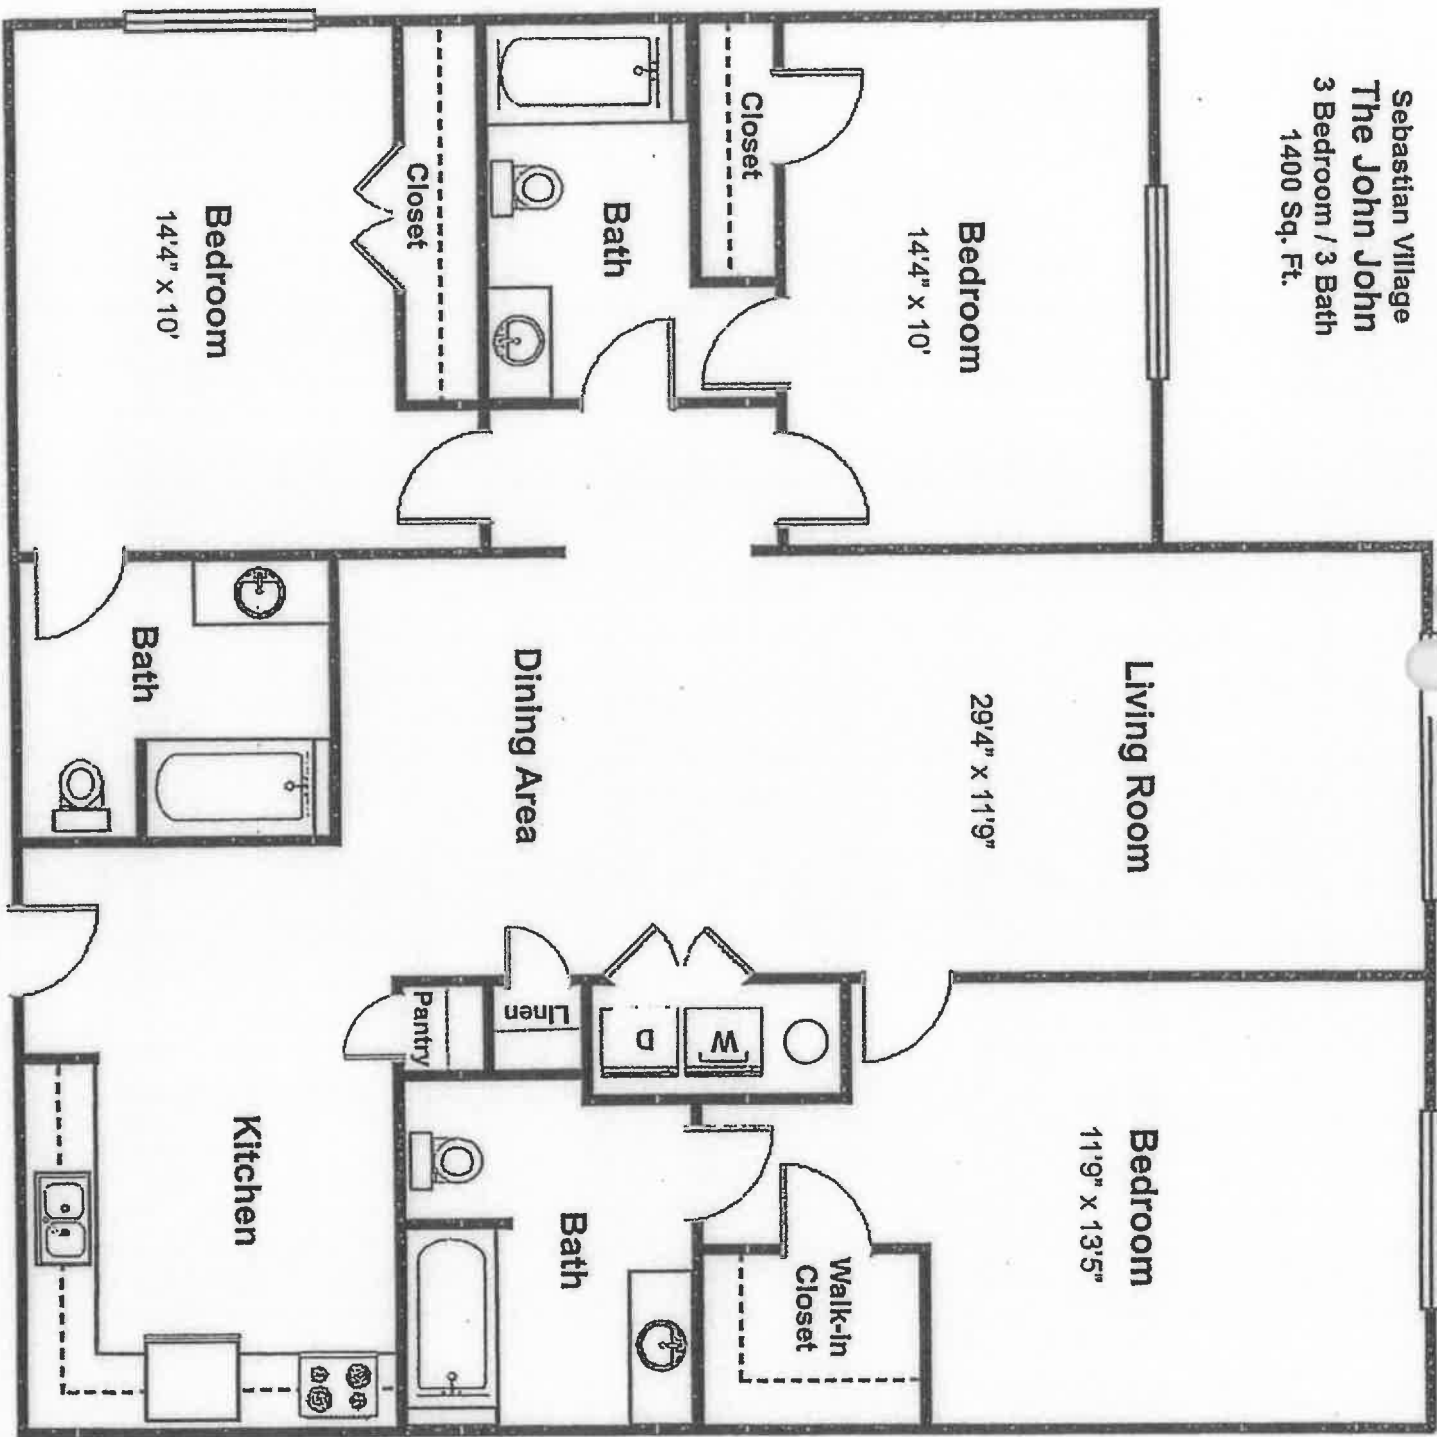 Sebastian Village
The John John
3 Bedroom / 3 Bath
1400 Sq. Ft.
Living Room
29'4" x 11'9"
Bedroom
11'9" x 13'5"
Bedroom
14'4" x 10'
Closet
Bath
Closet
Bedroom
14'4" x 10'
Dining Area
Bath
W
D
Linen
Pantry
Walk-in
Closet
Bath
Kitchen